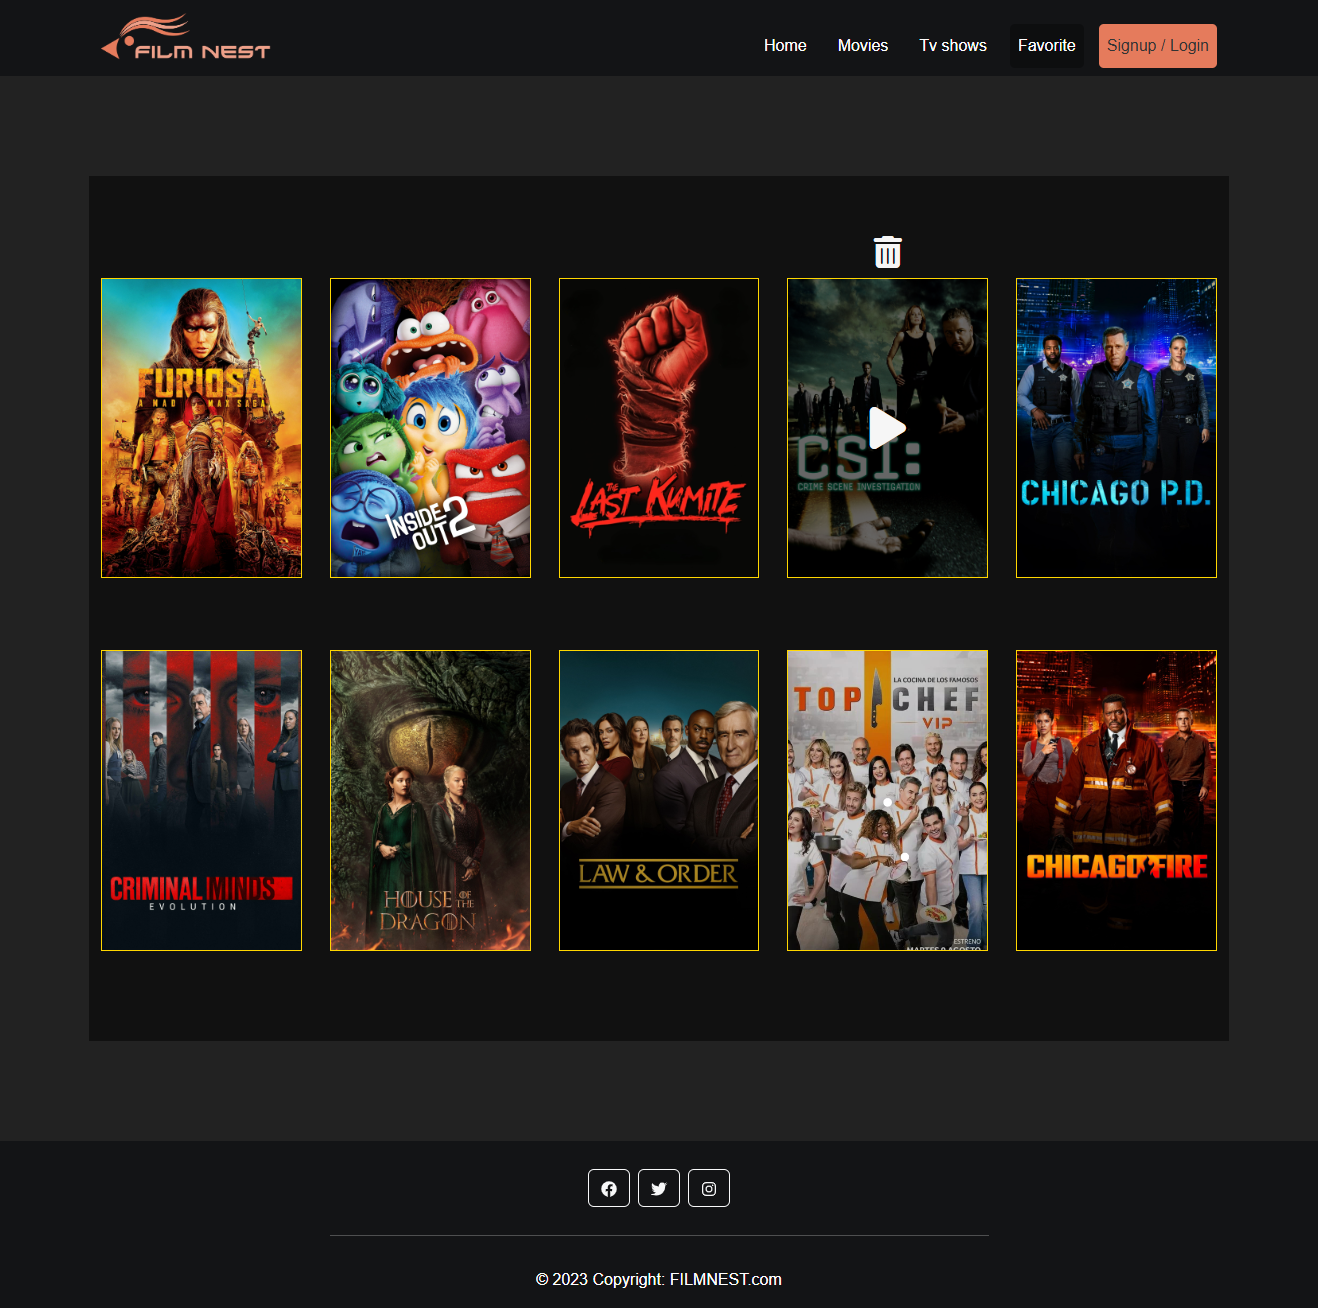 FILM NEST
Home
Movies
Tv shows
Favorite
Signup / Login
FURIOSA
A MAD MAX SAGA
INSIDE
OUT 2
THE
LAST KUMITE
CSI:
CRIME SCENE INVESTIGATION
CHICAGO P.D.
CRIMINAL MINDS
EVOLUTION
HOUSE OF THE
DRAGON
LAW & ORDER
LA COCINA DE LOS FAMOSOS
TOP CHEF
VIP
ESTRENO
MARTES 9 AGOSTO
CHICAGO FIRE
© 2023 Copyright: FILMNEST.com